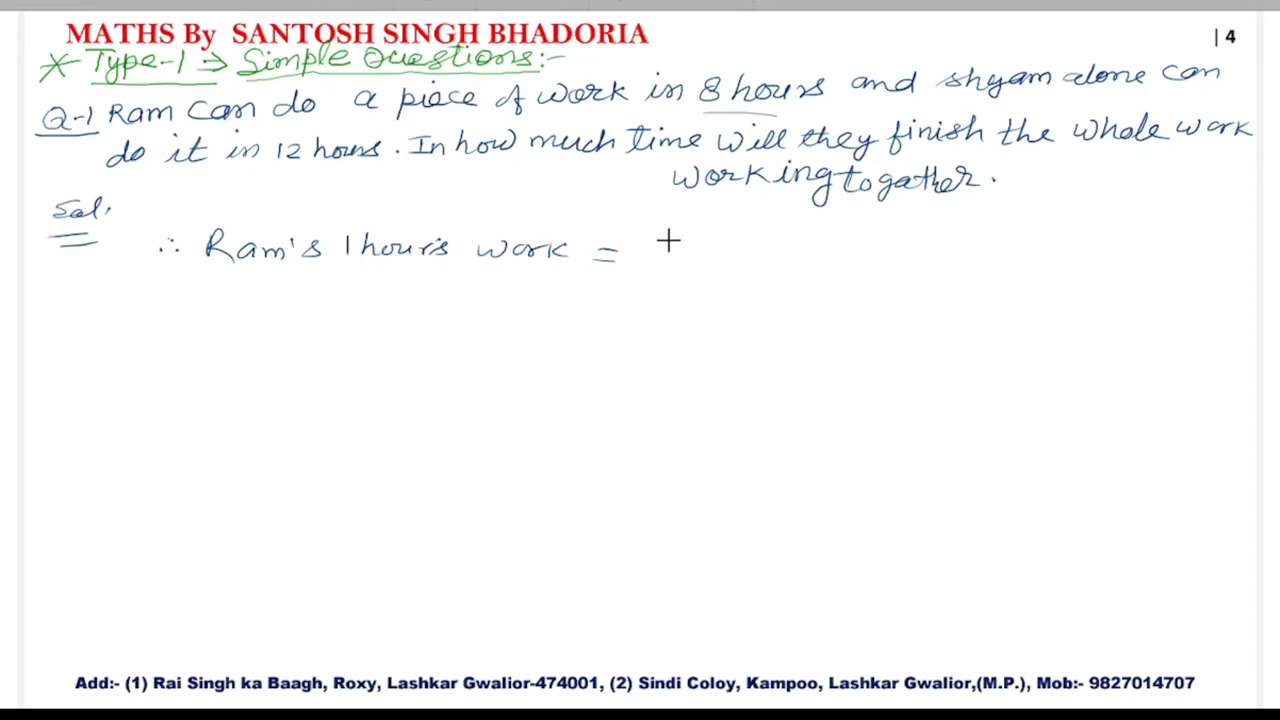 MATHS By SANTOSH SINGH BHADORIA
| 4
* Type-1 ⇒ Simple Questions:-
Q-1 Ram can do a piece of work in 8 hours and shyam alone can
do it in 12 hours. In how much time will they finish the whole work
working togather.
Sol.
∴ Ram's 1 hour's work =
Add:- (1) Rai Singh ka Baagh, Roxy, Lashkar Gwalior-474001, (2) Sindi Coloy, Kampoo, Lashkar Gwalior,(M.P.), Mob:- 9827014707